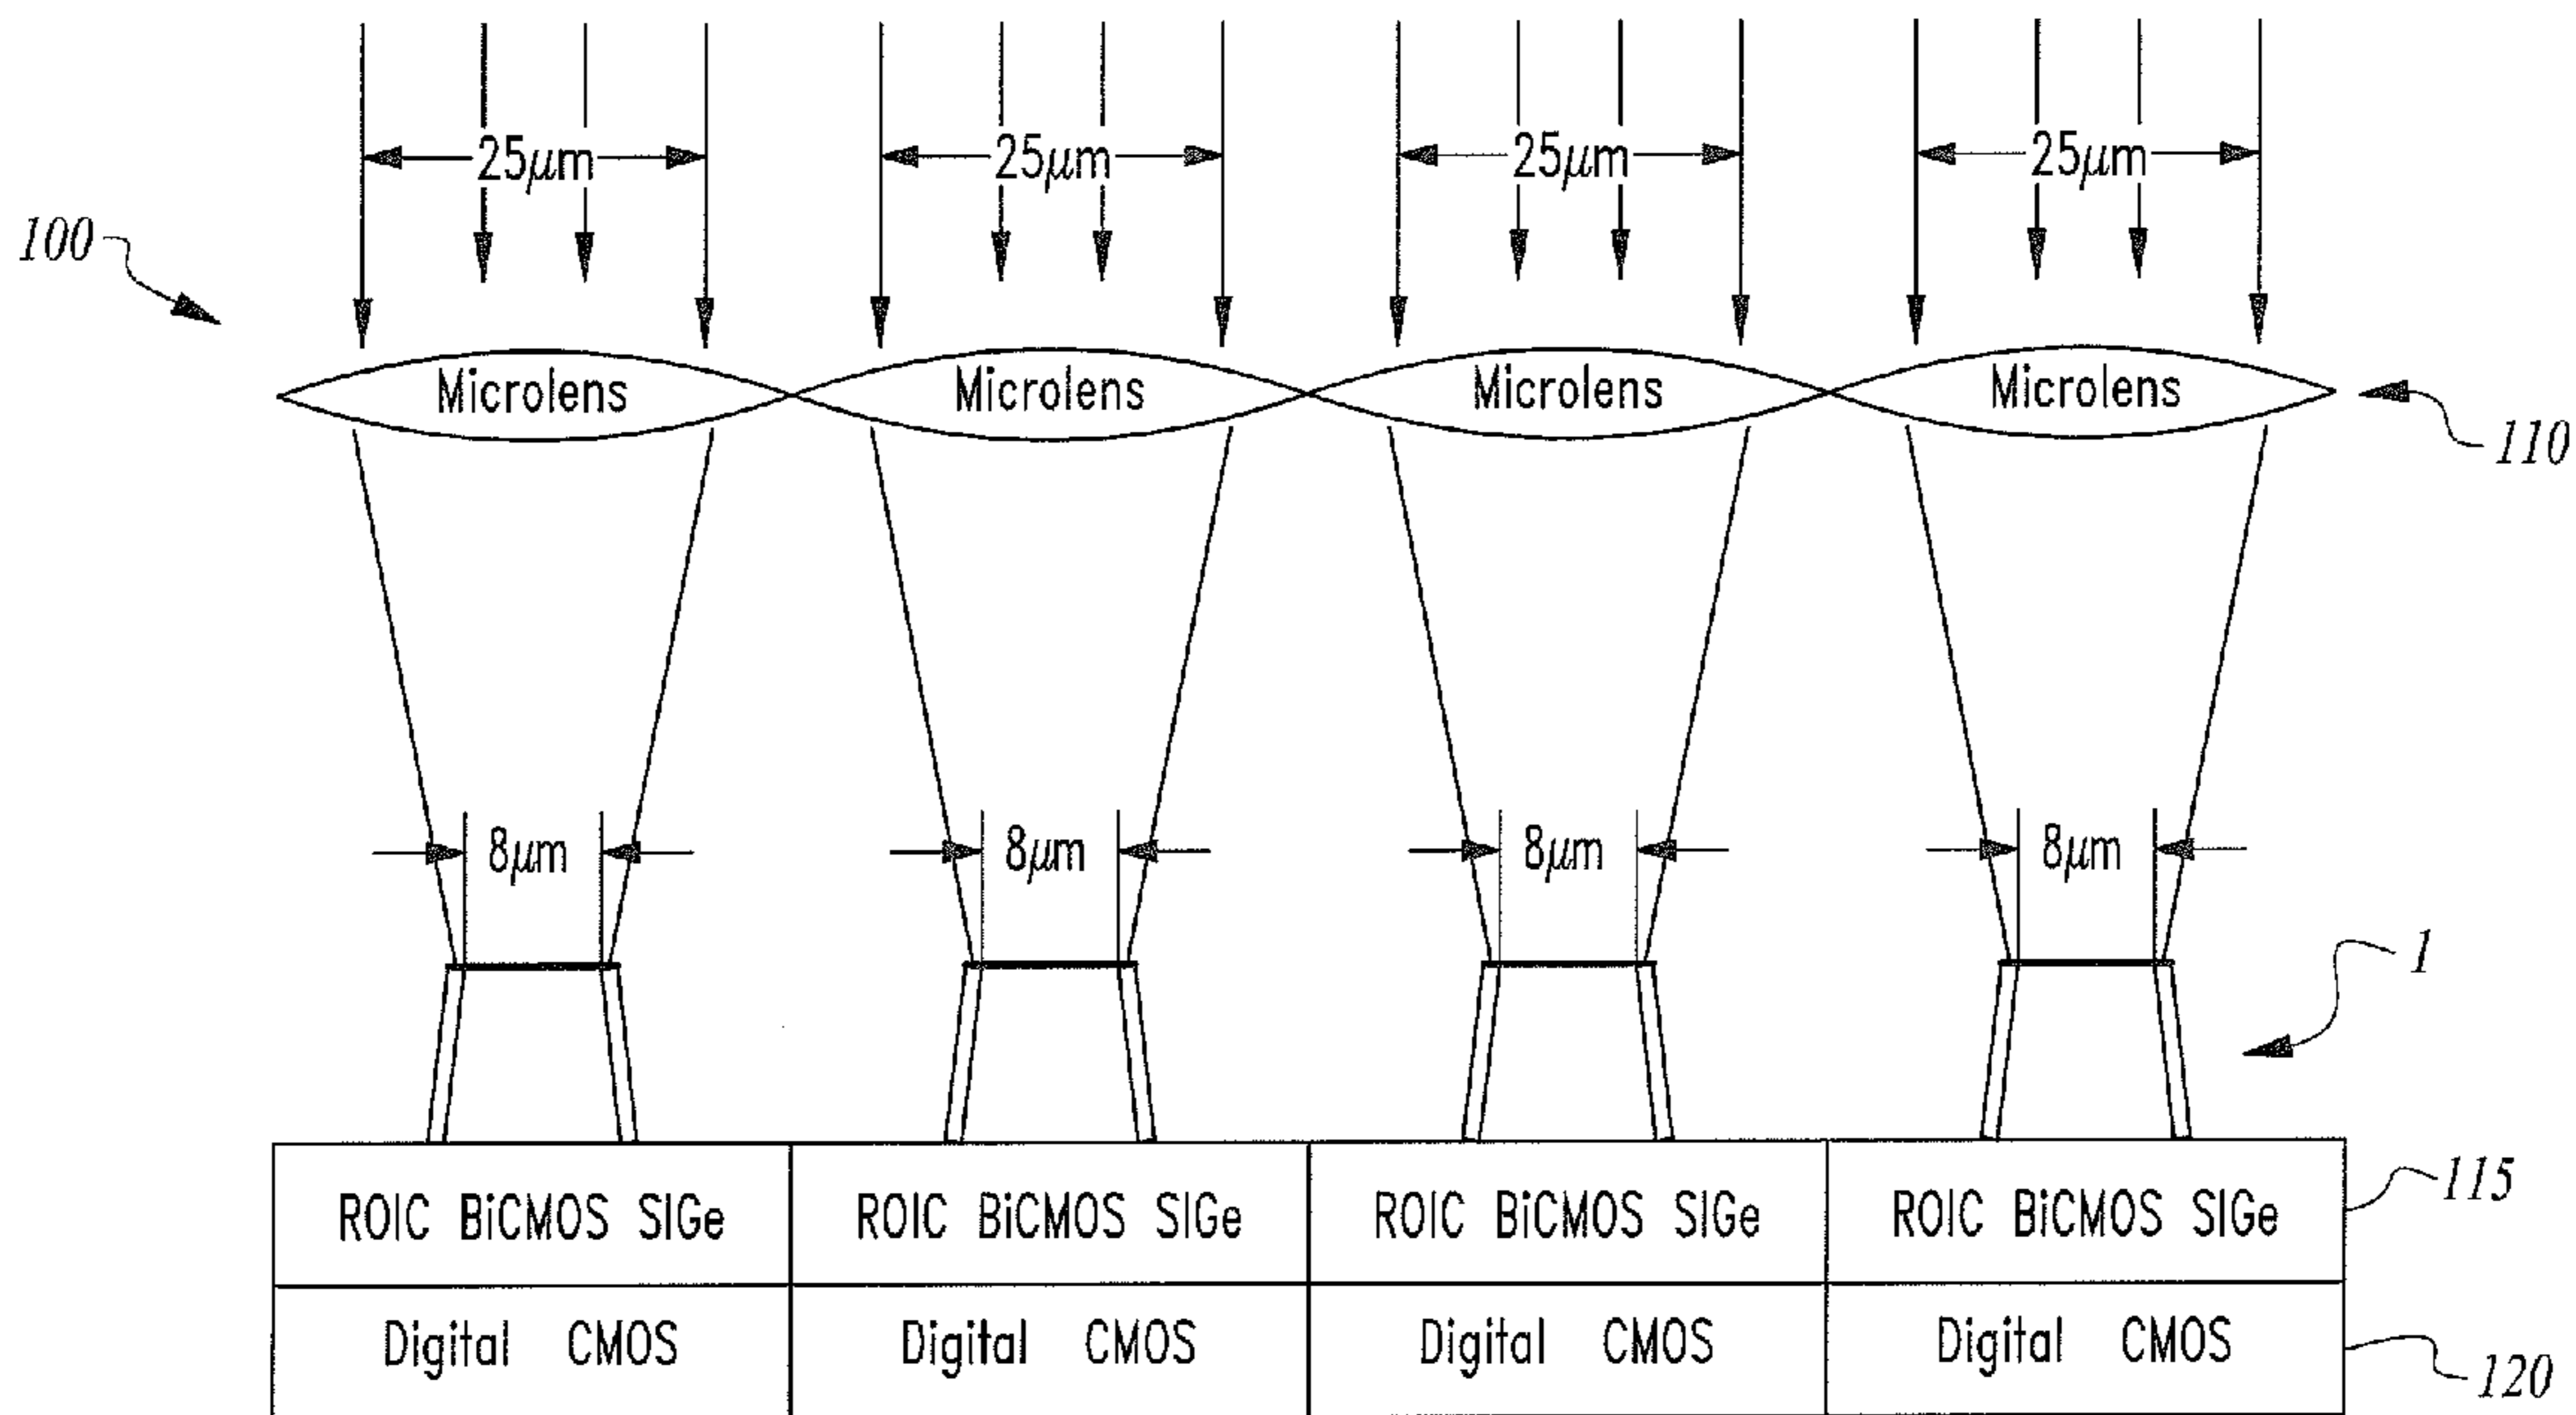 25μm 25μm 25μm 25μm
100
Microlens Microlens Microlens Microlens
110
8μm 8μm 8μm 8μm
1
ROIC BiCMOS SIGe ROIC BiCMOS SIGe ROIC BiCMOS SIGe ROIC BiCMOS SIGe
115
Digital CMOS Digital CMOS Digital CMOS Digital CMOS
120